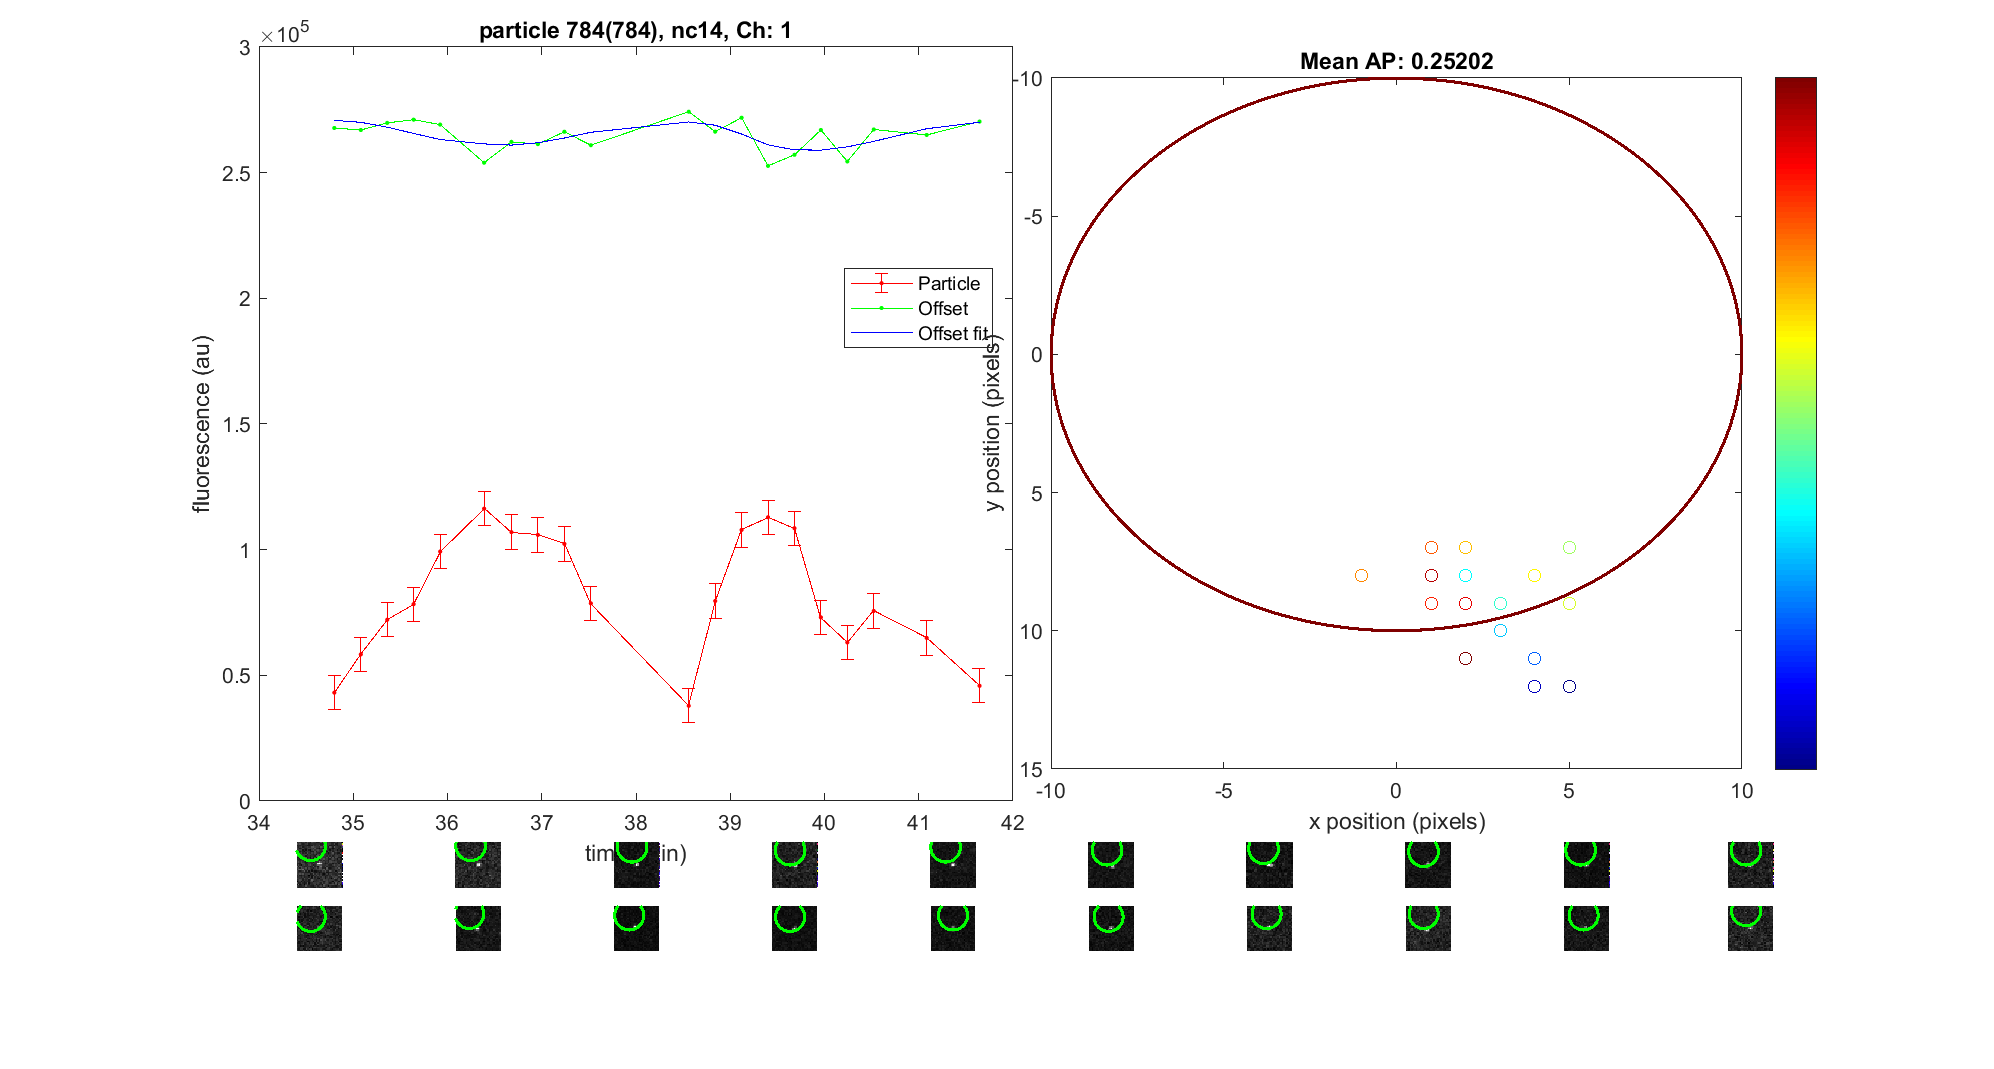 particle 784(784), nc14, Ch: 1
×10^5
3
2.5
2
1.5
1
0.5
0
fluorescence (au)
34 35 36 37 38 39 40 41 42
Particle
Offset
Offset fit
Mean AP: 0.25202
-10
-5
0
5
10
15
y position (pixels)
-10 -5 0 5 10
x position (pixels)